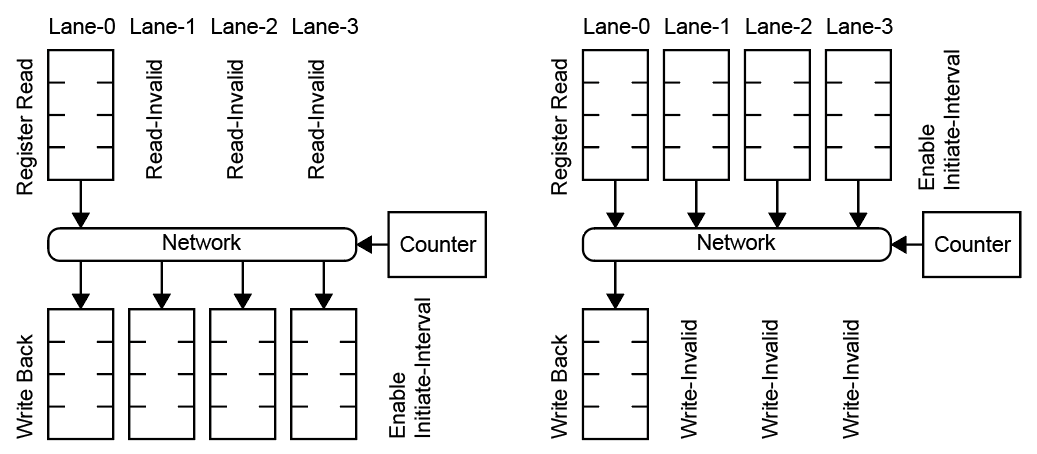 Lane-0 Lane-1 Lane-2 Lane-3
Register Read
Read-Invalid
Read-Invalid
Read-Invalid
Network
Counter
Write Back
Enable
Initiate-Interval
Lane-0 Lane-1 Lane-2 Lane-3
Register Read
Enable
Initiate-Interval
Network
Counter
Write Back
Write-Invalid
Write-Invalid
Write-Invalid